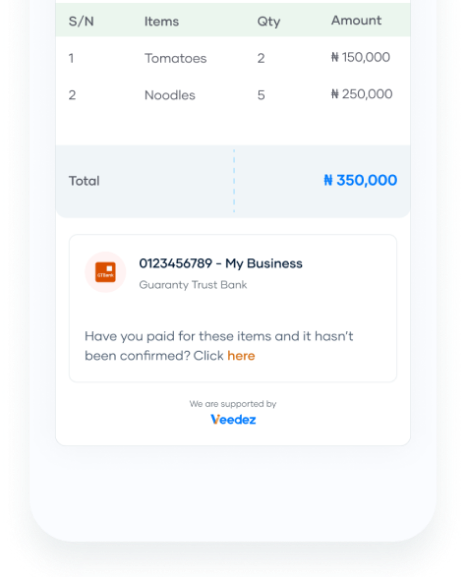 S/N Items Qty Amount
1 Tomatoes 2 ₦ 150,000
2 Noodles 5 ₦ 250,000
Total ₦ 350,000
GTBank
0123456789 - My Business
Guaranty Trust Bank
Have you paid for these items and it hasn't
been confirmed? Click here
We are supported by
Veedez